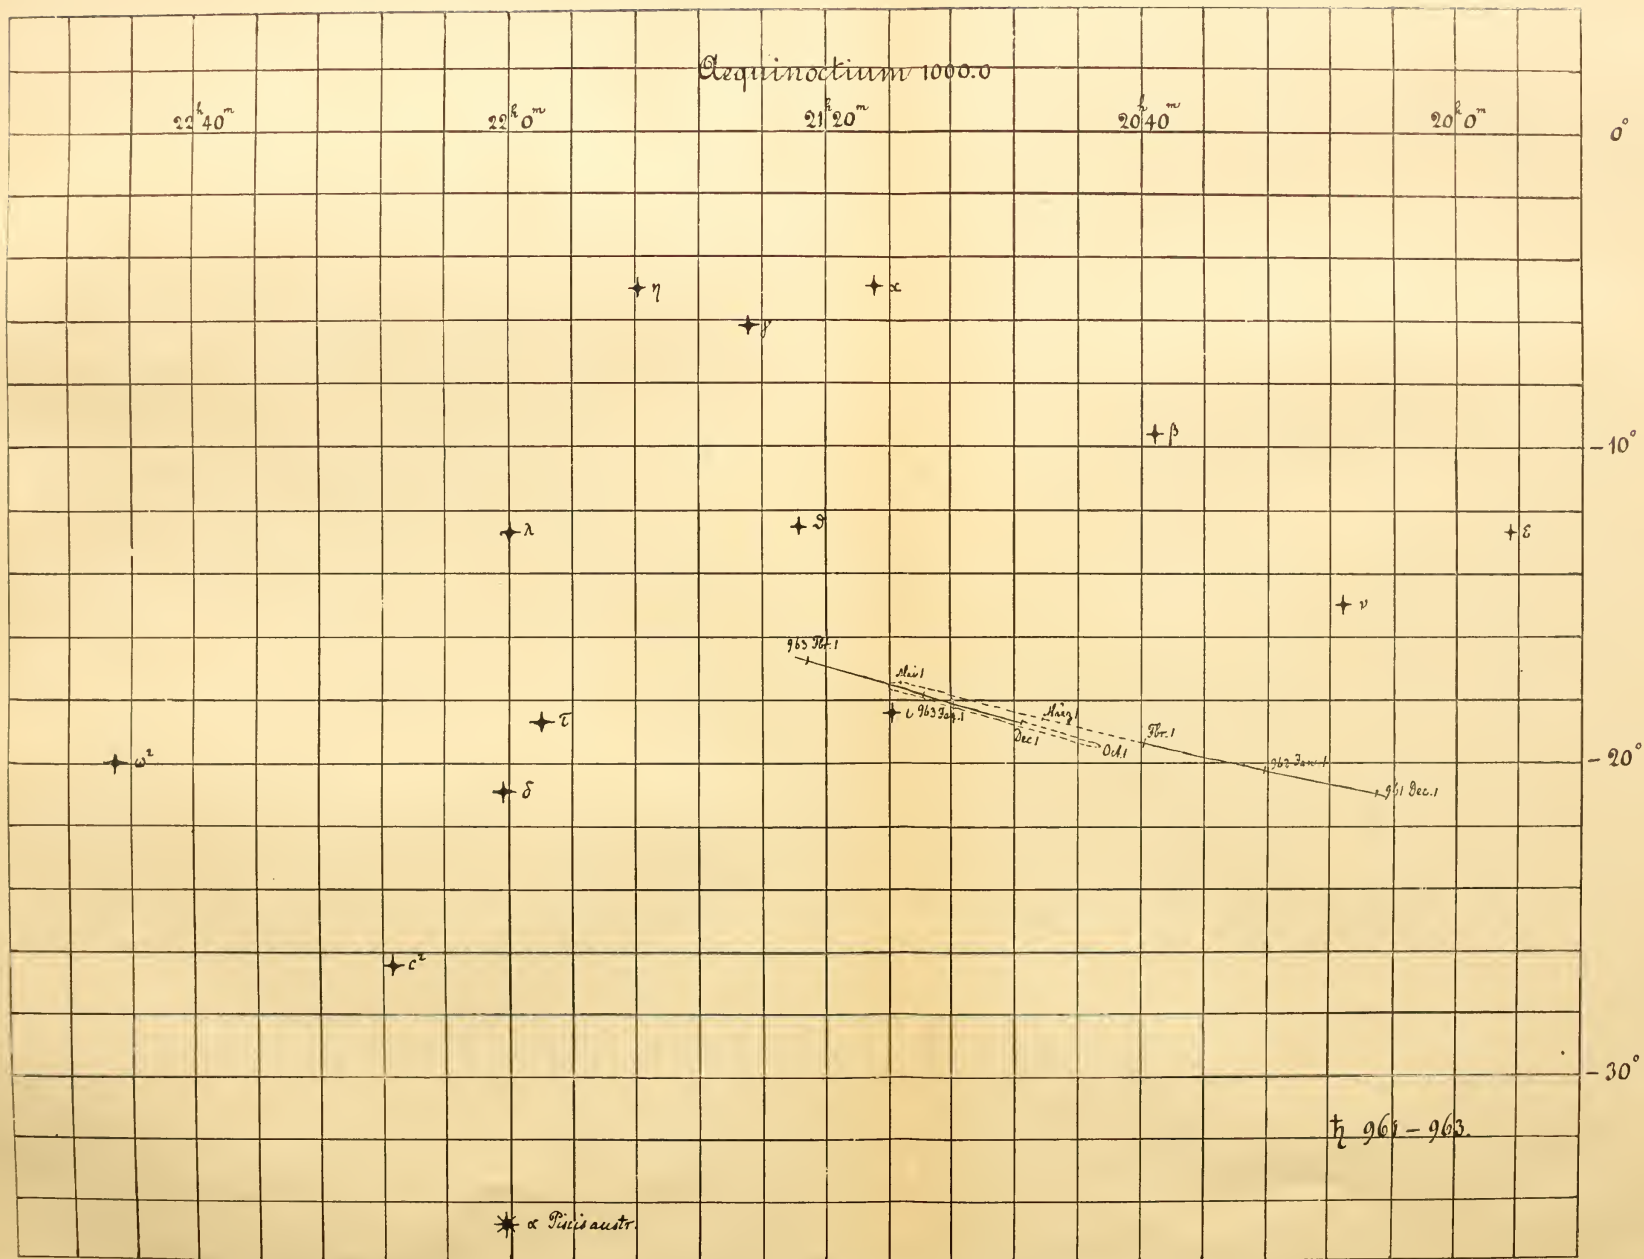 Aequinoctium 1000.0
22ʰ40ᵐ 22ʰ0ᵐ 21ʰ20ᵐ 20ʰ40ᵐ 20ʰ0ᵐ
0°
η α
γ
β
-10°
λ ϑ ε
ν
963 Fbr. 1
Mai 1
ι 963 Jan. 1 März 1
τ Dec 1 Oct. 1 Fbr. 1
ω² 962 Jan. 1 -20°
δ 961 Dec. 1
c²
-30°
♄ 961 – 963.
α Piscis austr.